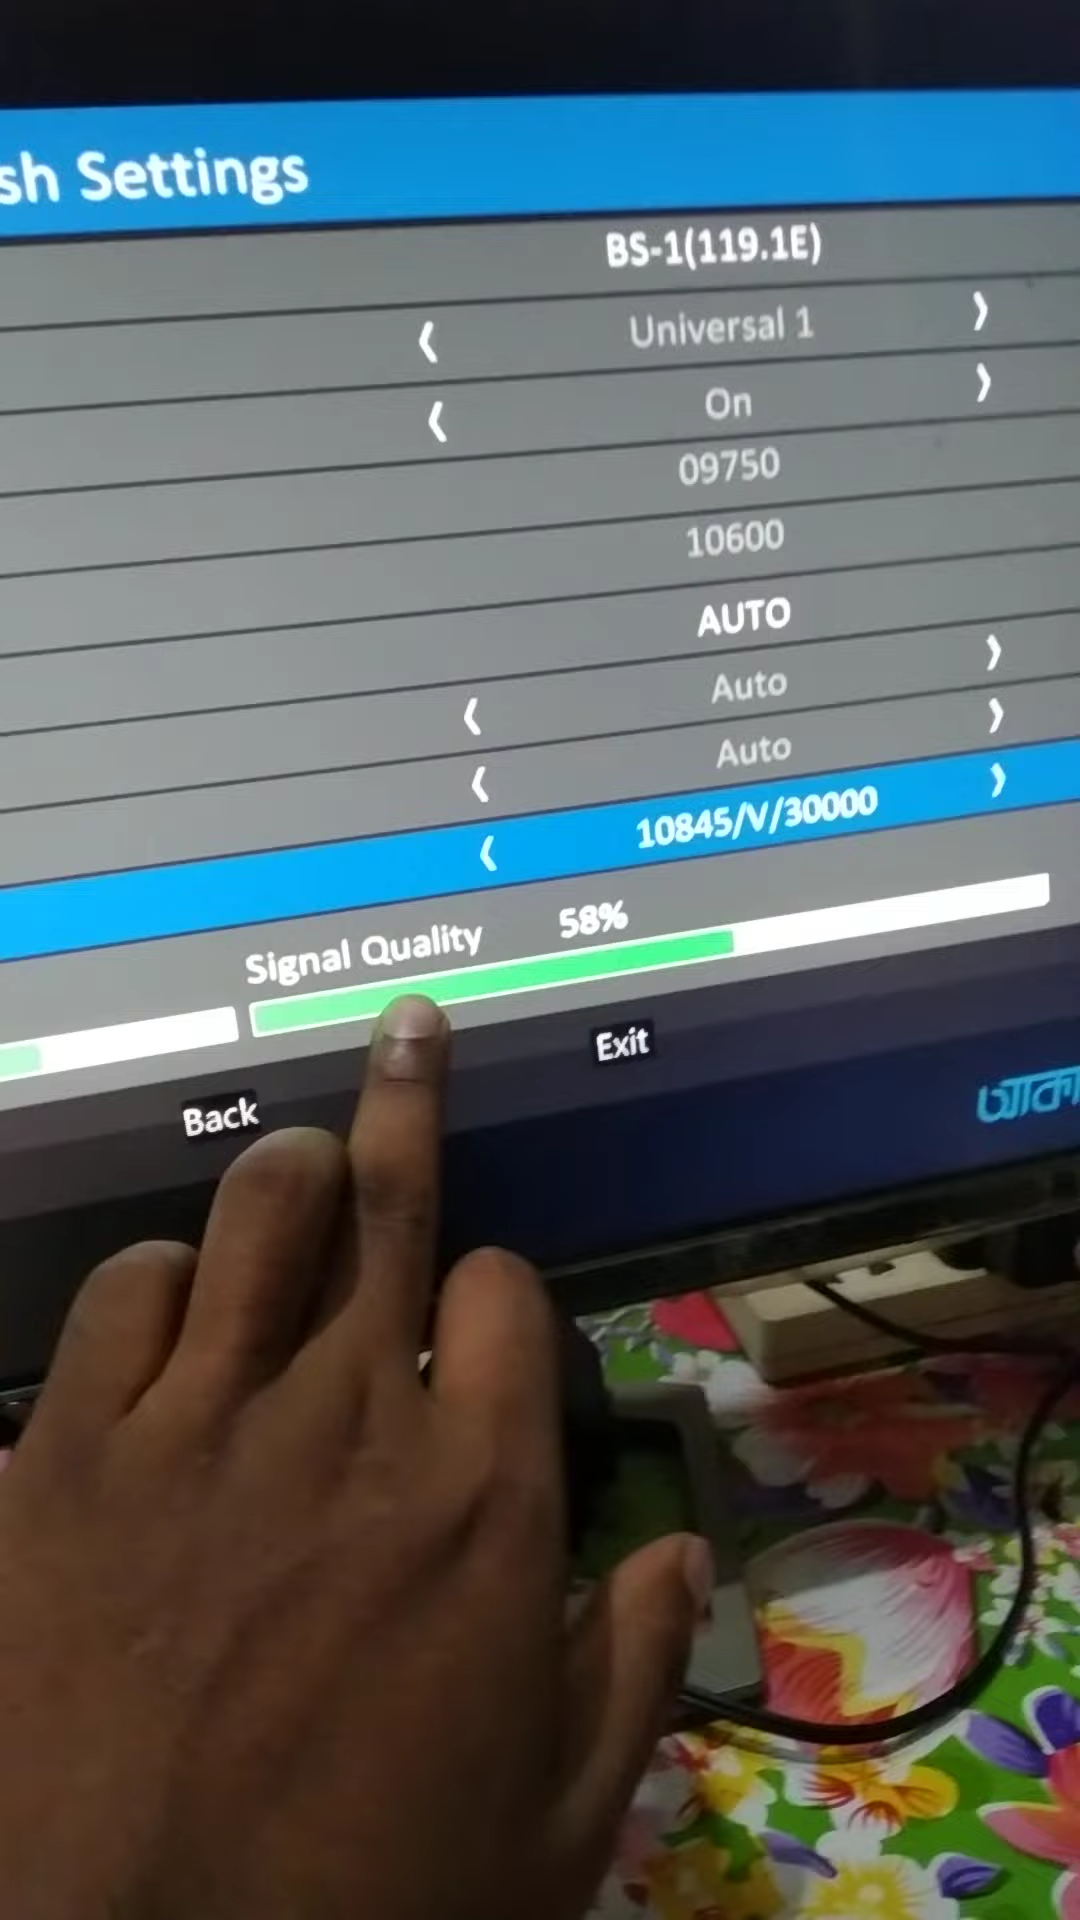 sh Settings
BS-1(119.1E)
Universal 1
On
09750
10600
AUTO
Auto
Auto
10845/V/30000
Signal Quality 58%
Back
Exit
আকা